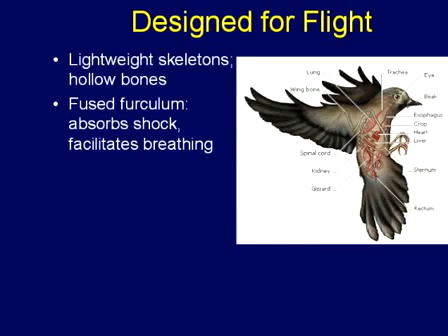 Designed for Flight
• Lightweight skeletons;
hollow bones
• Fused furculum:
absorbs shock,
facilitates breathing
Lung
Trachea
Eye
Wing bone
Beak
Esophagus
Crop
Heart
Liver
Spinal cord
Kidney
Sternum
Gizzard
Rectum